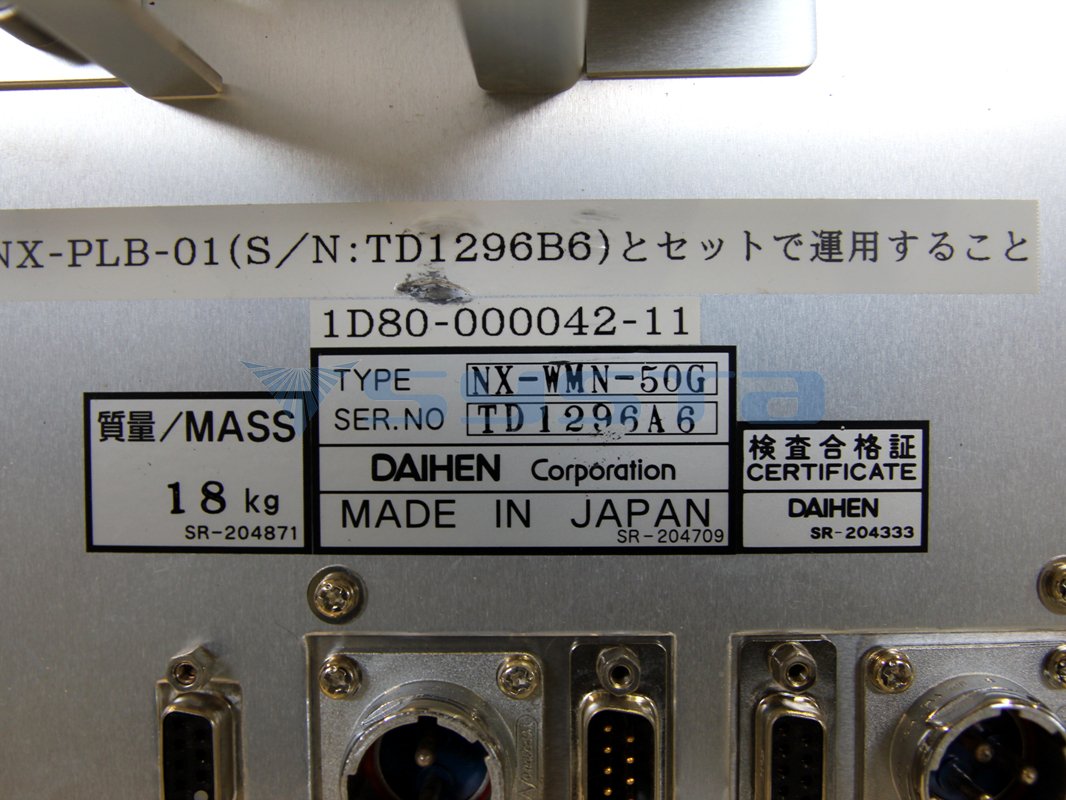 NX-PLB-01(S/N:TD1296B6)とセットで運用すること
1D80-000042-11
TYPE NX-WMN-50G
SER.NO TD1296A6
DAIHEN Corporation
MADE IN JAPAN
SR-204709
質量/MASS
18 kg
SR-204871
検査合格証
CERTIFICATE
DAIHEN
SR-204333
systa